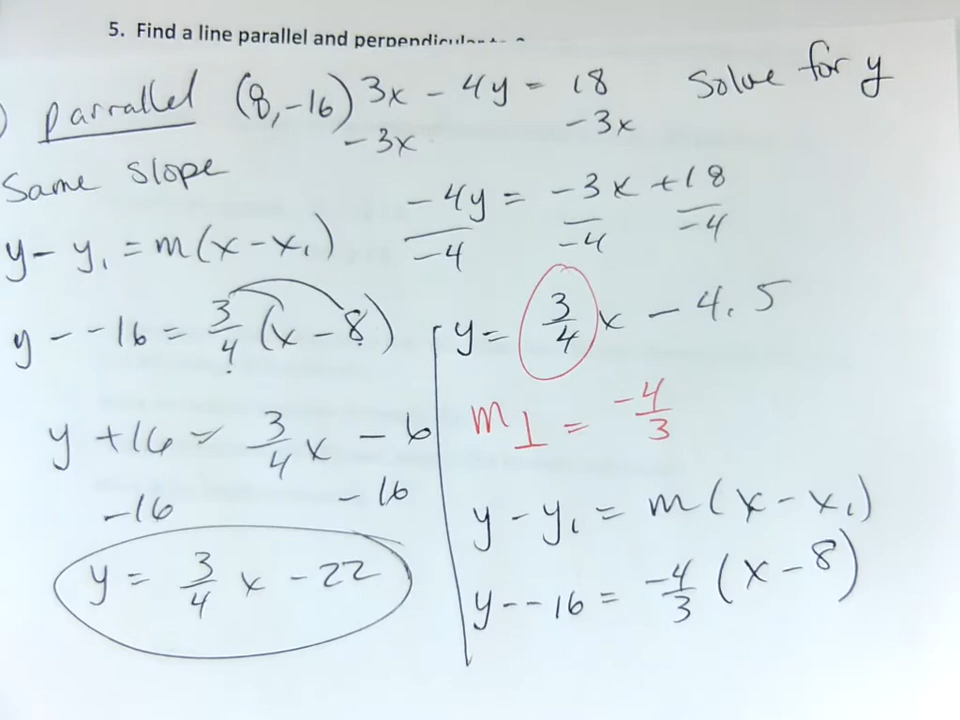 5. Find a line parallel and perpendicular
) parrallel (8, -16) 3x - 4y = 18 Solve for y
-3x -3x
Same slope
-4y = -3x + 18
-4 -4 -4
y - y₁ = m(x - x₁)
y - -16 = 3/4 (x - 8)
y + 16 = 3/4 x - 6
-16 - 16
y = 3/4 x - 22
y = 3/4 x - 4.5
m⊥ = -4/3
y - y₁ = m(x - x₁)
y - -16 = -4/3 (x - 8)